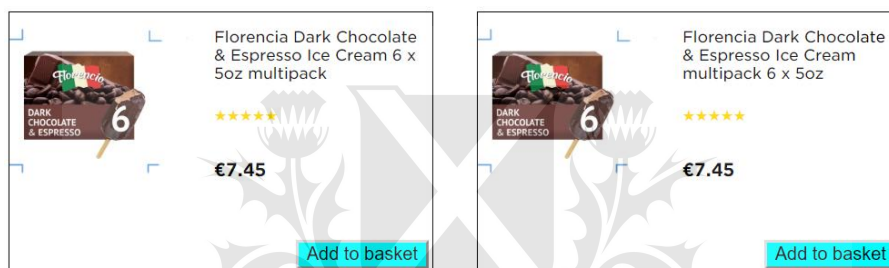 Florencia Dark Chocolate
& Espresso Ice Cream 6 x
5oz multipack
Florencia
DARK
CHOCOLATE
& ESPRESSO
6
€7.45
Add to basket
Florencia Dark Chocolate
& Espresso Ice Cream
multipack 6 x 5oz
Florencia
DARK
CHOCOLATE
& ESPRESSO
6
€7.45
Add to basket